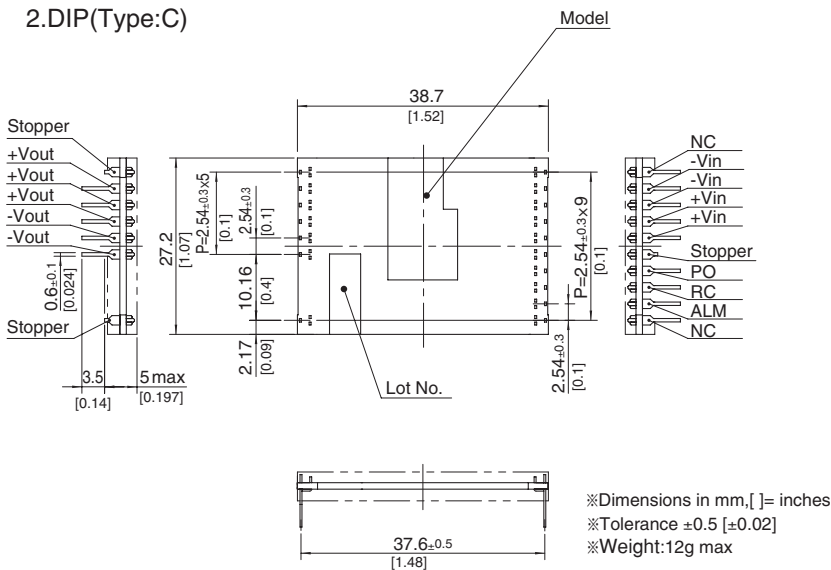 2.DIP(Type:C)
Model
38.7
[1.52]
Stopper
+Vout
+Vout
+Vout
-Vout
-Vout
Stopper
0.6±0.1
[0.024]
3.5
[0.14]
5max
[0.197]
27.2
[1.07]
P=2.54±0.3x5
[0.1]
2.54±0.3
[0.1]
10.16
[0.4]
2.17
[0.09]
Lot No.
P=2.54±0.3x9
[0.1]
2.54±0.3
[0.1]
NC
-Vin
-Vin
+Vin
+Vin
Stopper
PO
RC
ALM
NC
37.6±0.5
[1.48]
※Dimensions in mm,[ ]= inches
※Tolerance ±0.5 [±0.02]
※Weight:12g max